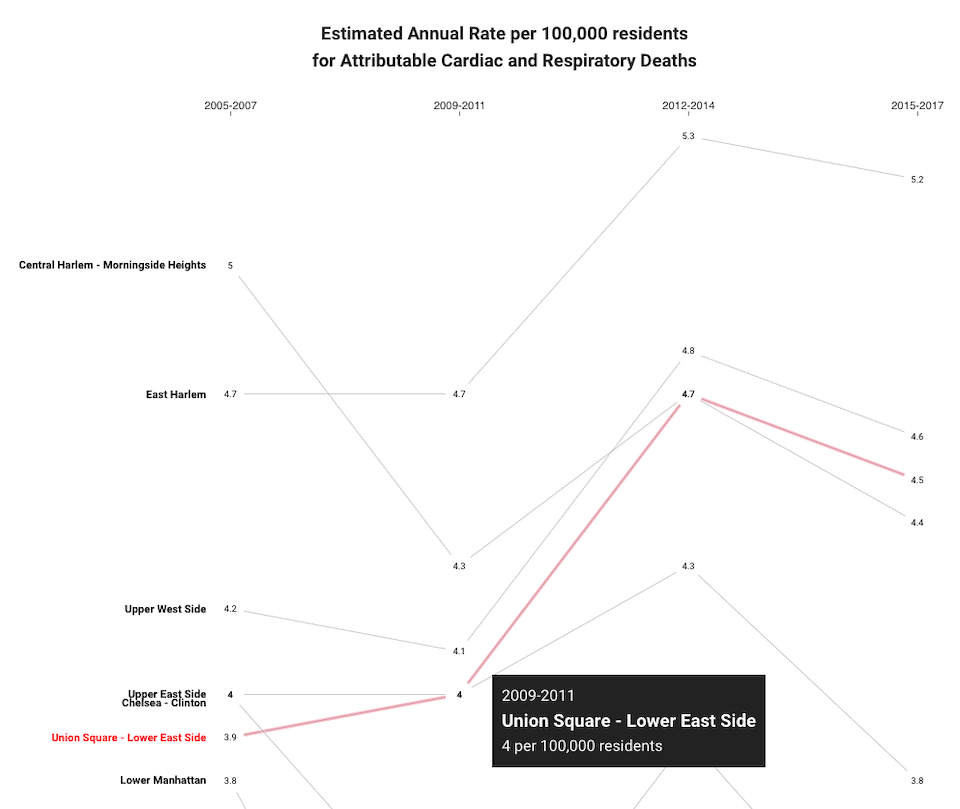 Estimated Annual Rate per 100,000 residents
for Attributable Cardiac and Respiratory Deaths
2005-2007 2009-2011 2012-2014 2015-2017
5.3
5.2
Central Harlem - Morningside Heights 5
4.8
East Harlem 4.7 4.7 4.7
4.6
4.5
4.4
4.3 4.3
Upper West Side 4.2
4.1
Upper East Side 4 4
Chelsea - Clinton
2009-2011
Union Square - Lower East Side
4 per 100,000 residents
Union Square - Lower East Side 3.9
Lower Manhattan 3.8 3.8